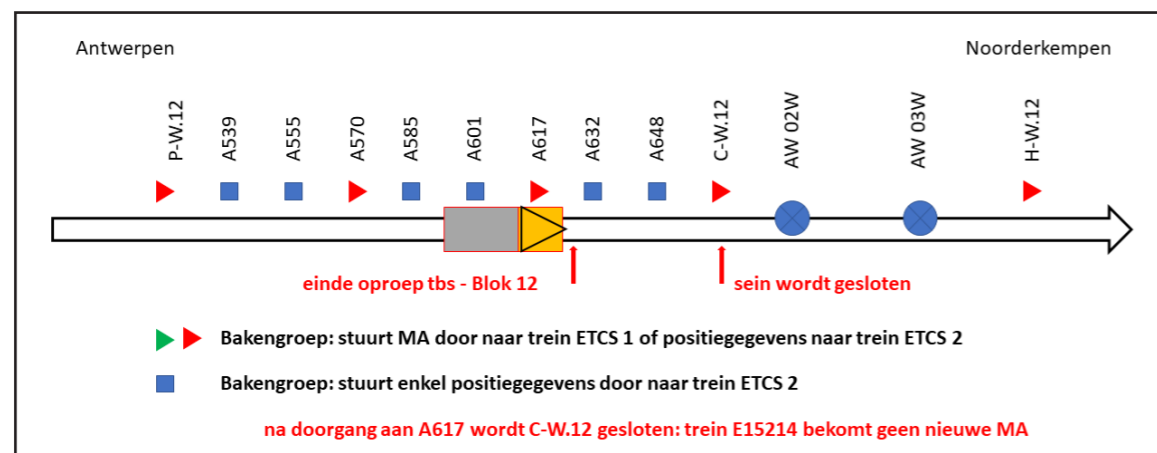 Antwerpen
Noorderkempen
P-W.12
A539
A555
A570
A585
A601
A617
A632
A648
C-W.12
AW 02W
AW 03W
H-W.12
einde oproep tbs - Blok 12
sein wordt gesloten
Bakengroep: stuurt MA door naar trein ETCS 1 of positiegegevens naar trein ETCS 2
Bakengroep: stuurt enkel positiegegevens door naar trein ETCS 2
na doorgang aan A617 wordt C-W.12 gesloten: trein E15214 bekomt geen nieuwe MA